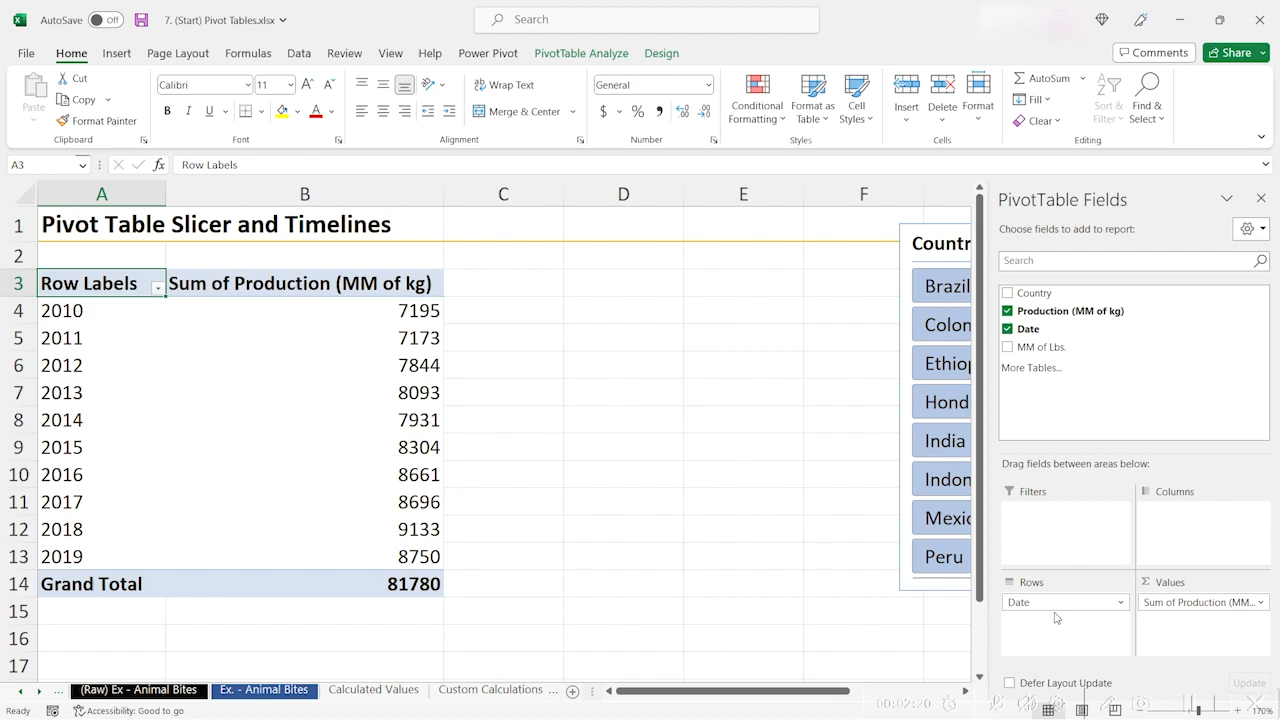 AutoSave Off 7. (Start) Pivot Tables.xlsx Search
File Home Insert Page Layout Formulas Data Review View Help Power Pivot PivotTable Analyze Design Comments Share
Paste Cut Copy Format Painter Clipboard
Calibri 11 B I U A Font
Wrap Text Merge & Center Alignment
General $ % , Number
Conditional Formatting Format Table Cell Styles Styles
Insert Delete Format Cells
AutoSum Fill Clear Sort & Filter Find & Select Editing
A3 fx Row Labels
A B C D E F
1 Pivot Table Slicer and Timelines
2
3 Row Labels Sum of Production (MM of kg)
4 2010 7195
5 2011 7173
6 2012 7844
7 2013 8093
8 2014 7931
9 2015 8304
10 2016 8661
11 2017 8696
12 2018 9133
13 2019 8750
14 Grand Total 81780
15
16
17
Countr
Brazil
Colon
Ethio
Hond
India
Indon
Mexic
Peru
PivotTable Fields
Choose fields to add to report:
Search
Country
Production (MM of kg)
Date
MM of Lbs.
More Tables...
Drag fields between areas below:
Filters Columns
Rows Σ Values
Date Sum of Production (MM...
Defer Layout Update Update
... (Raw) Ex - Animal Bites Ex. - Animal Bites Calculated Values Custom Calculations ...
Ready Accessibility: Good to go 00:02:20 170%